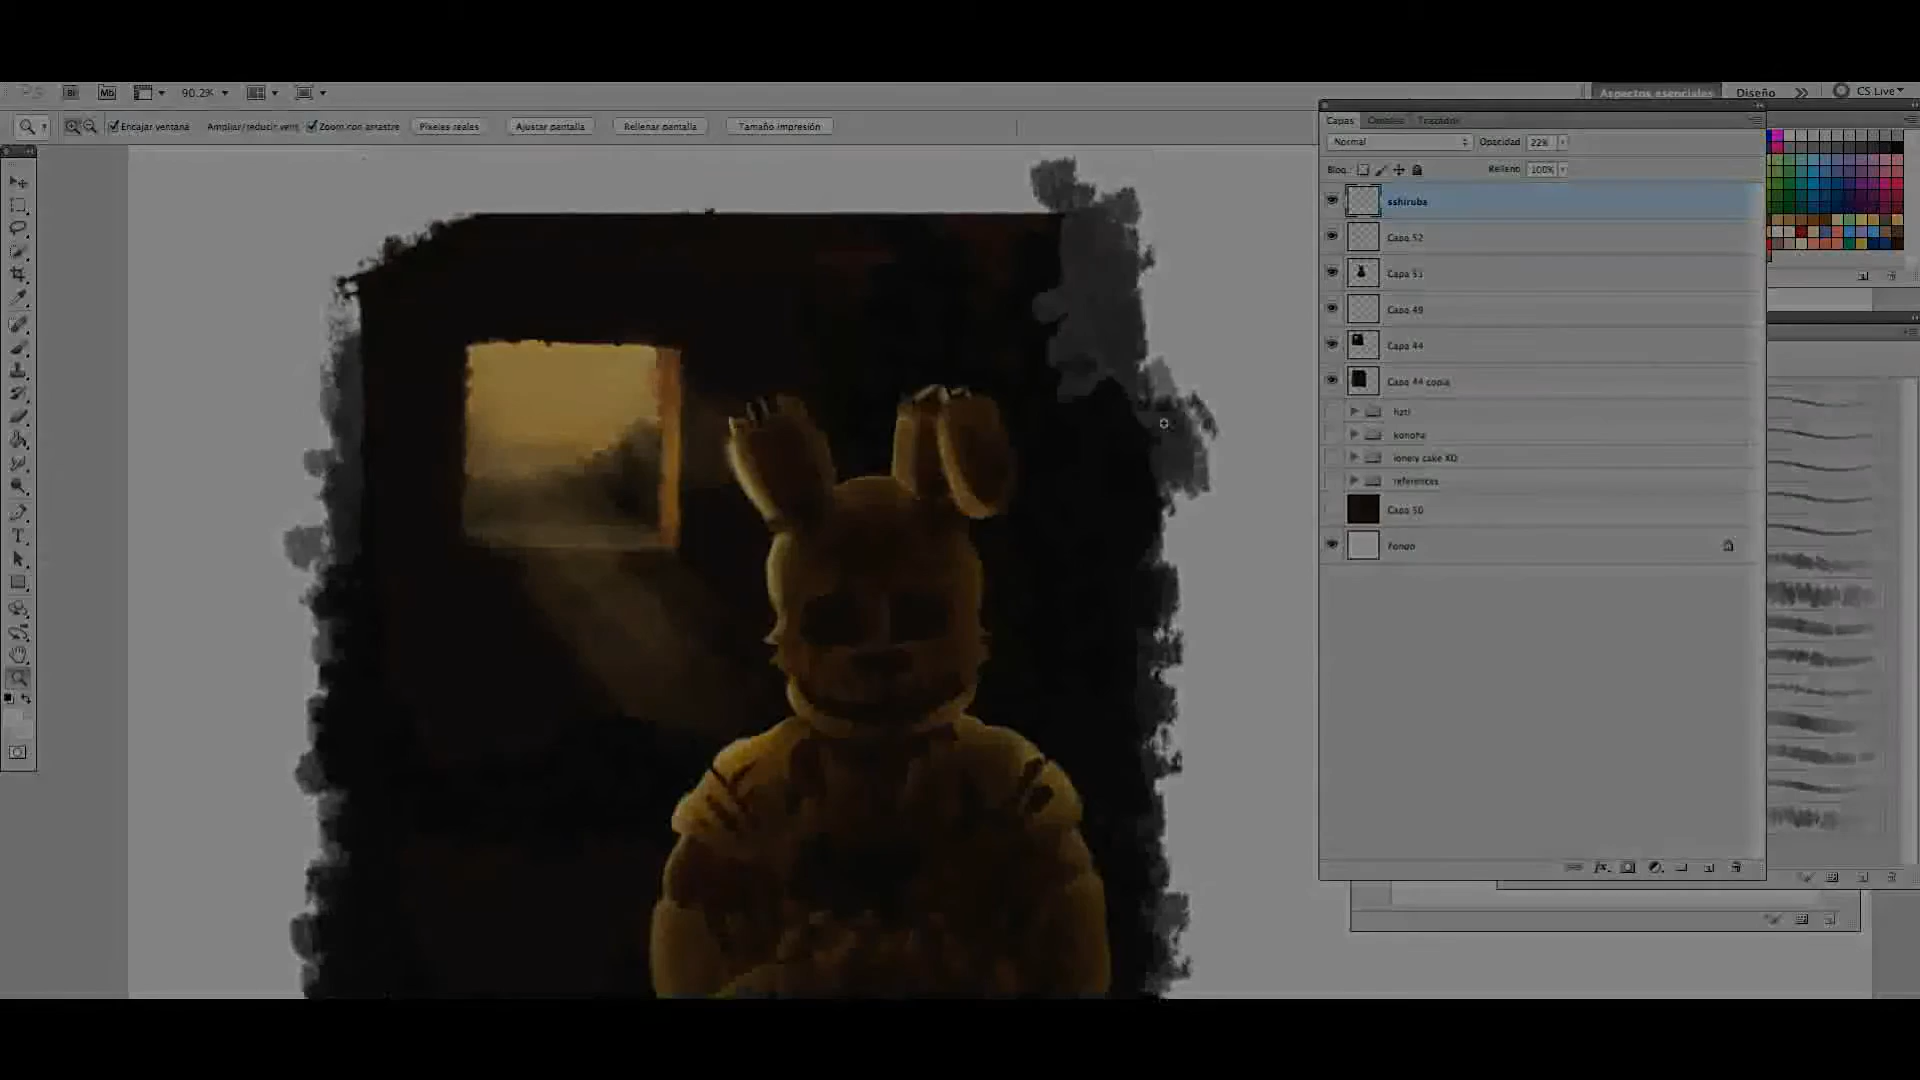 Br Mb 90.2% Aspectos esenciales Diseño CS Live
Encajar ventana Ampliar/reducir vent Zoom con arrastre Píxeles reales Ajustar pantalla Rellenar pantalla Tamaño impresión
Capas Canales Trazados
Normal Opacidad 22%
Bloq.: Relleno 100%
sshiruba
Capa 52
Capa 51
Capa 49
Capa 44
Capa 44 copia
konoha
lonely cake XD
references
Capa 50
Fondo